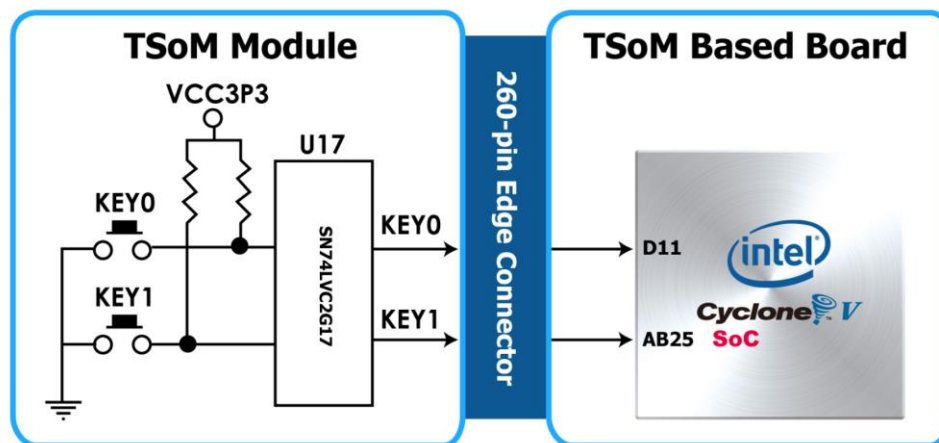 TSoM Module
VCC3P3
U17
KEY0
KEY1
SN74LVC2G17
KEY0
KEY1
260-pin Edge Connector
TSoM Based Board
D11
AB25
intel®
Cyclone™ V
SoC